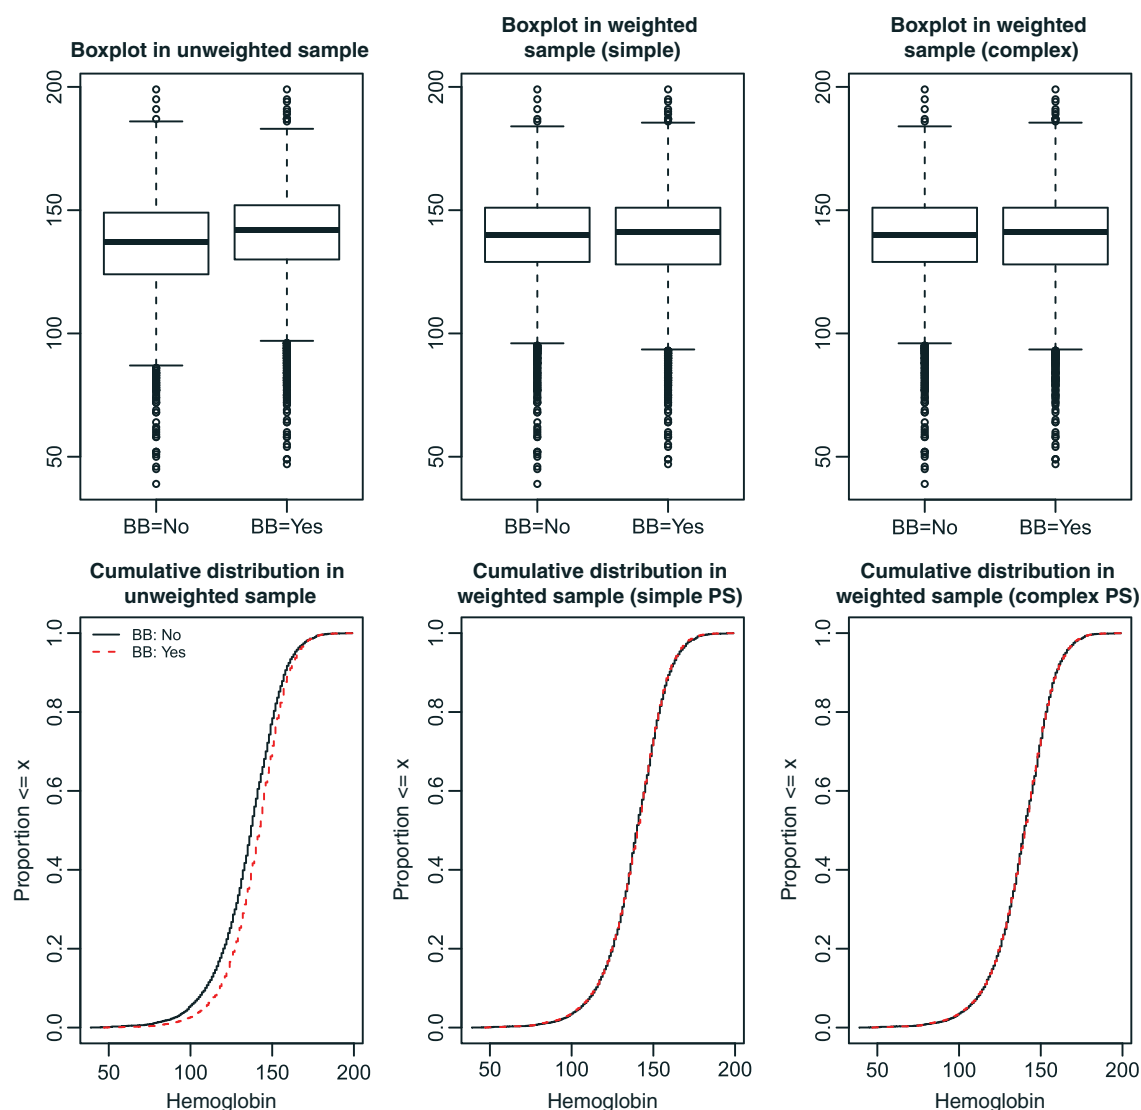 Boxplot in unweighted sample
Boxplot in weighted
sample (simple)
Boxplot in weighted
sample (complex)
200
150
100
50
BB=No
BB=Yes
200
150
100
50
BB=No
BB=Yes
200
150
100
50
BB=No
BB=Yes
Cumulative distribution in
unweighted sample
Cumulative distribution in
weighted sample (simple PS)
Cumulative distribution in
weighted sample (complex PS)
BB: No
BB: Yes
Proportion <= x
1.0
0.8
0.6
0.4
0.2
0.0
50
100
150
200
Hemoglobin
Proportion <= x
1.0
0.8
0.6
0.4
0.2
0.0
50
100
150
200
Hemoglobin
Proportion <= x
1.0
0.8
0.6
0.4
0.2
0.0
50
100
150
200
Hemoglobin